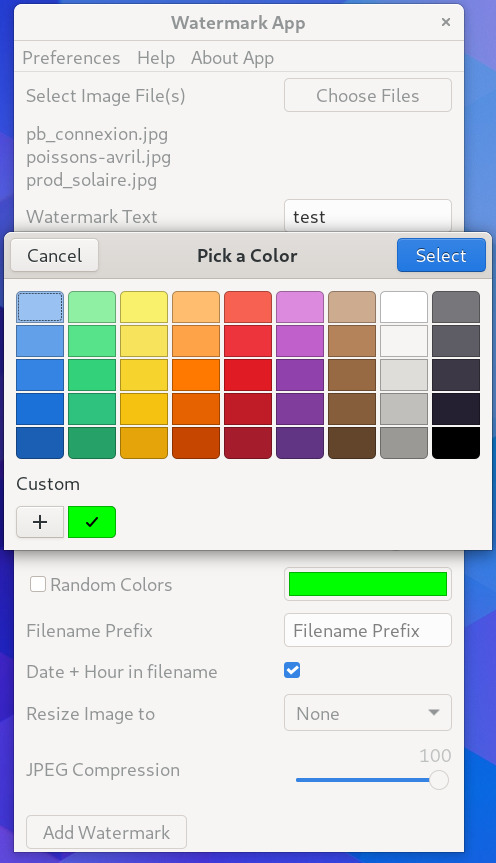 Watermark App
Preferences Help About App
Select Image File(s) Choose Files
pb_connexion.jpg
poissons-avril.jpg
prod_solaire.jpg
Watermark Text test
Cancel Pick a Color Select
Custom
Random Colors
Filename Prefix Filename Prefix
Date + Hour in filename
Resize Image to None
100
JPEG Compression
Add Watermark